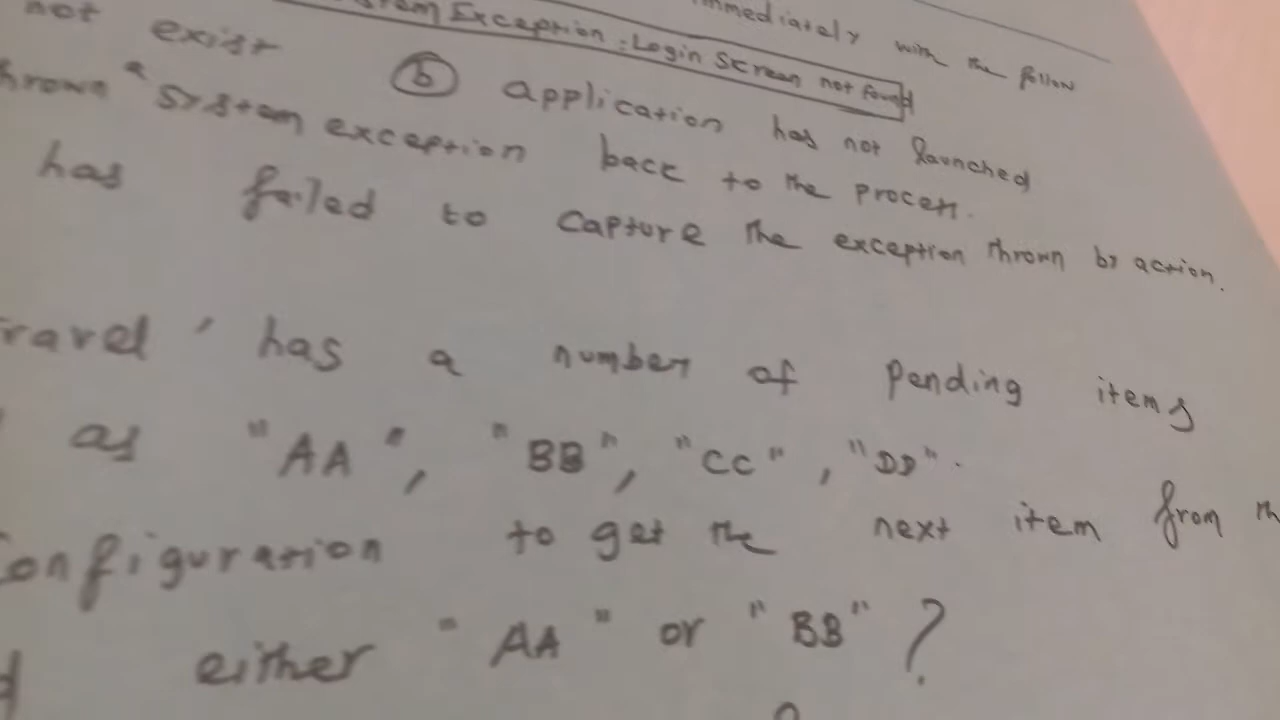 immediately with the follow
Exception : Login Screen not found
not exist (b) application has not launched
thrown a system exception back to the process.
has failed to capture the exception thrown by action.
Travel' has a number of pending items
as "AA", "BB", "CC", "DD".
Configuration to get the next item from th
either "AA" or "BB" ?